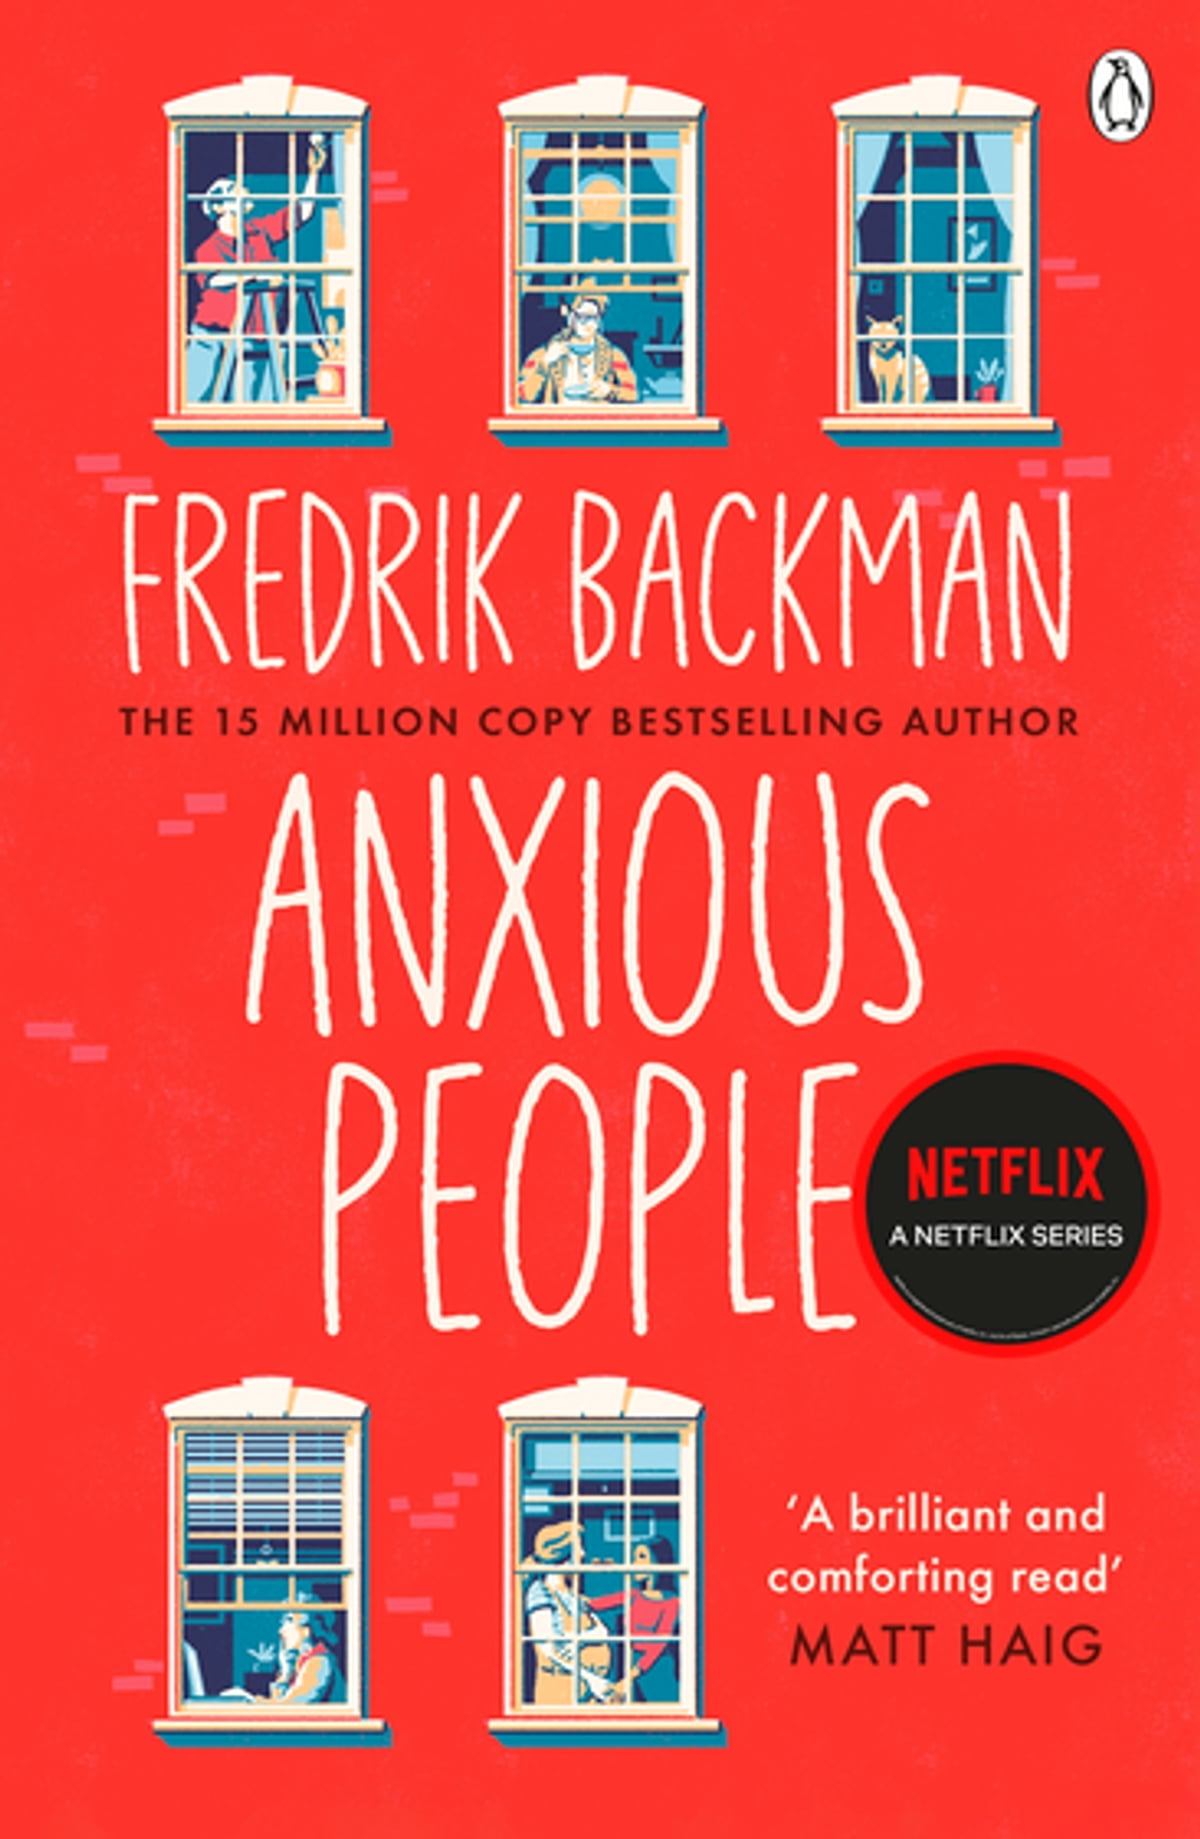 FREDRIK BACKMAN
THE 15 MILLION COPY BESTSELLING AUTHOR
ANXIOUS
PEOPLE
NETFLIX
A NETFLIX SERIES
‘A brilliant and
comforting read’
MATT HAIG